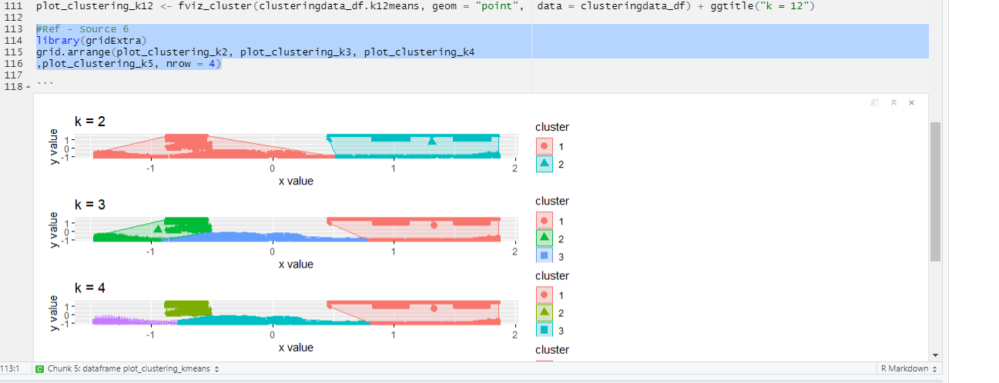 111 plot_clustering_k12 <- fviz_cluster(clusteringdata_df.k12means, geom = "point", data = clusteringdata_df) + ggtitle("k = 12")
112
113 #Ref - Source 6
114 library(gridExtra)
115 grid.arrange(plot_clustering_k2, plot_clustering_k3, plot_clustering_k4
116 ,plot_clustering_k5, nrow = 4)
117
118 ```
k = 2
y value
1
0
-1
-1 0 1 2
x value
cluster
1
2
k = 3
y value
1
0
-1
-1 0 1 2
x value
cluster
1
2
3
k = 4
y value
1
0
-1
-1 0 1 2
x value
cluster
1
2
3
cluster
113:1 C Chunk 5: dataframe plot_clustering_kmeans R Markdown